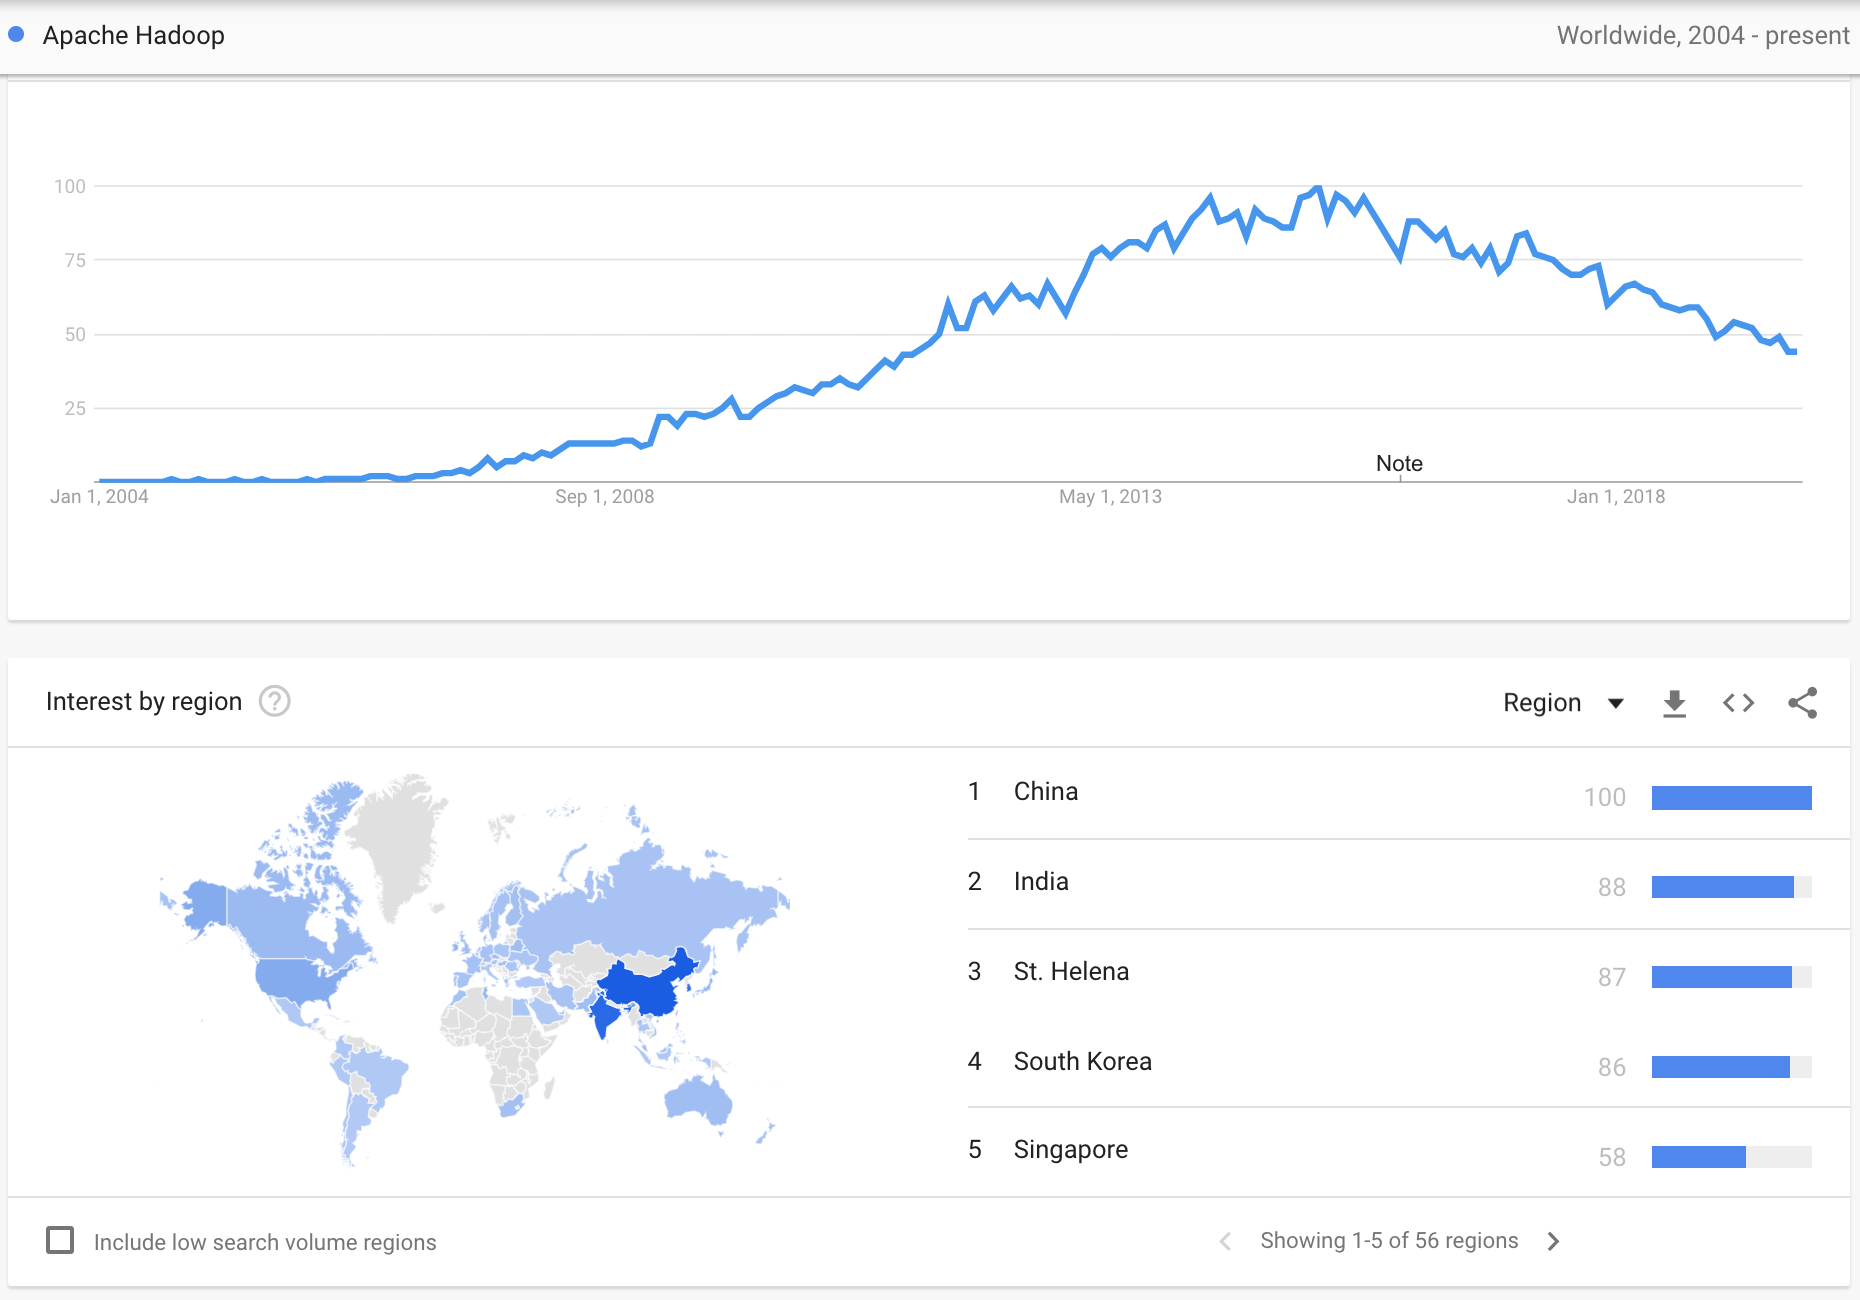 Apache Hadoop
Worldwide, 2004 - present
100
75
50
25
Note
Jan 1, 2004
Sep 1, 2008
May 1, 2013
Jan 1, 2018
Interest by region ?
Region
1 China 100
2 India 88
3 St. Helena 87
4 South Korea 86
5 Singapore 58
Include low search volume regions
Showing 1-5 of 56 regions